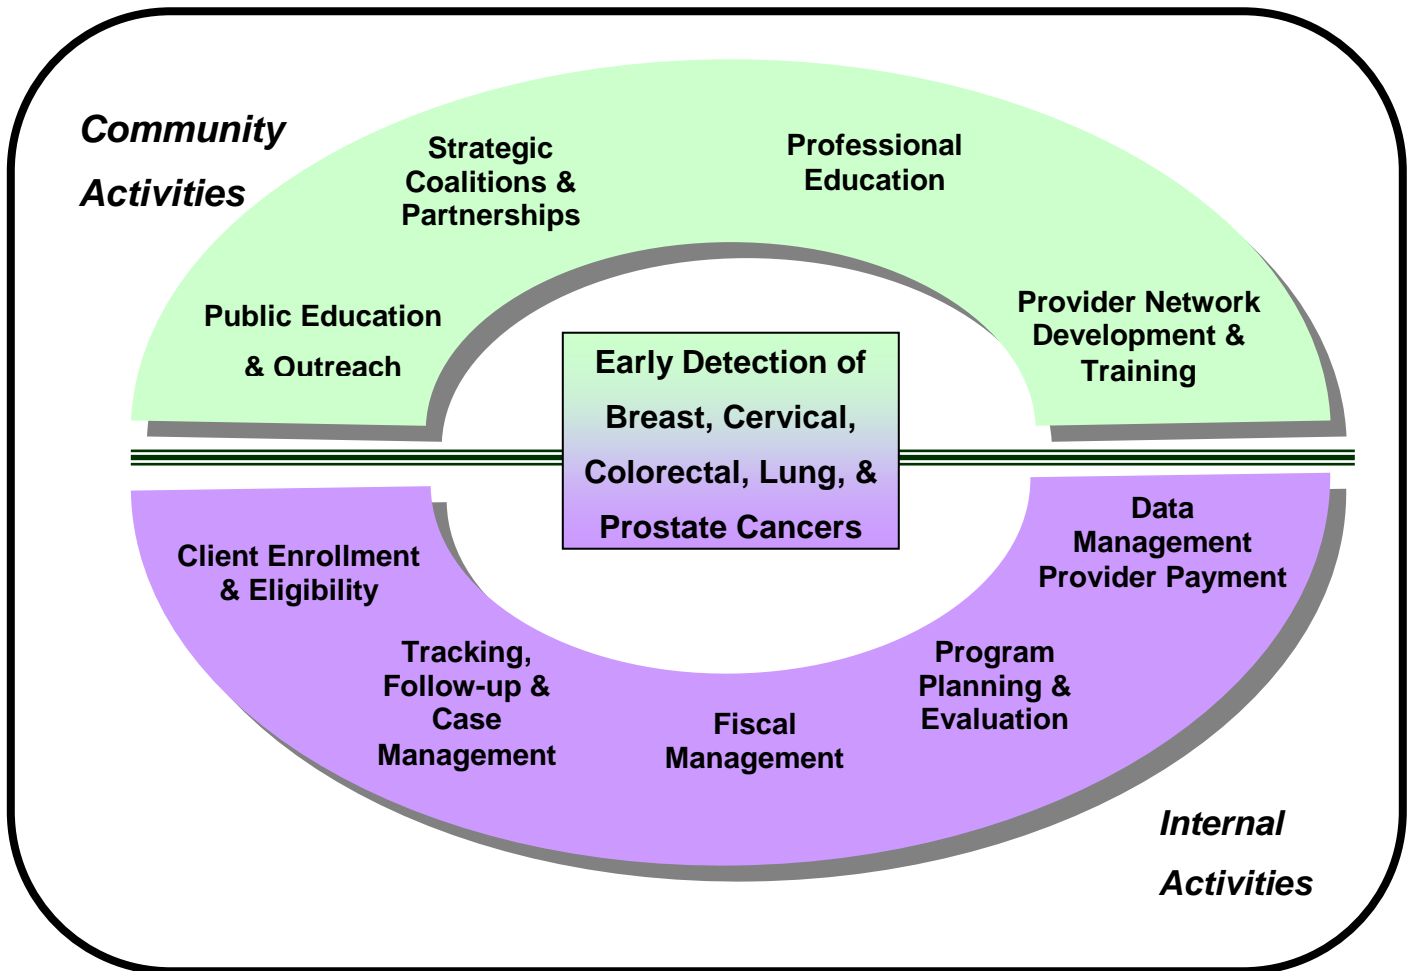 Community
Activities
Strategic
Coalitions &
Partnerships
Professional
Education
Public Education
& Outreach
Provider Network
Development &
Training
Early Detection of
Breast, Cervical,
Colorectal, Lung, &
Prostate Cancers
Client Enrollment
& Eligibility
Data
Management
Provider Payment
Tracking,
Follow-up &
Case
Management
Fiscal
Management
Program
Planning &
Evaluation
Internal
Activities